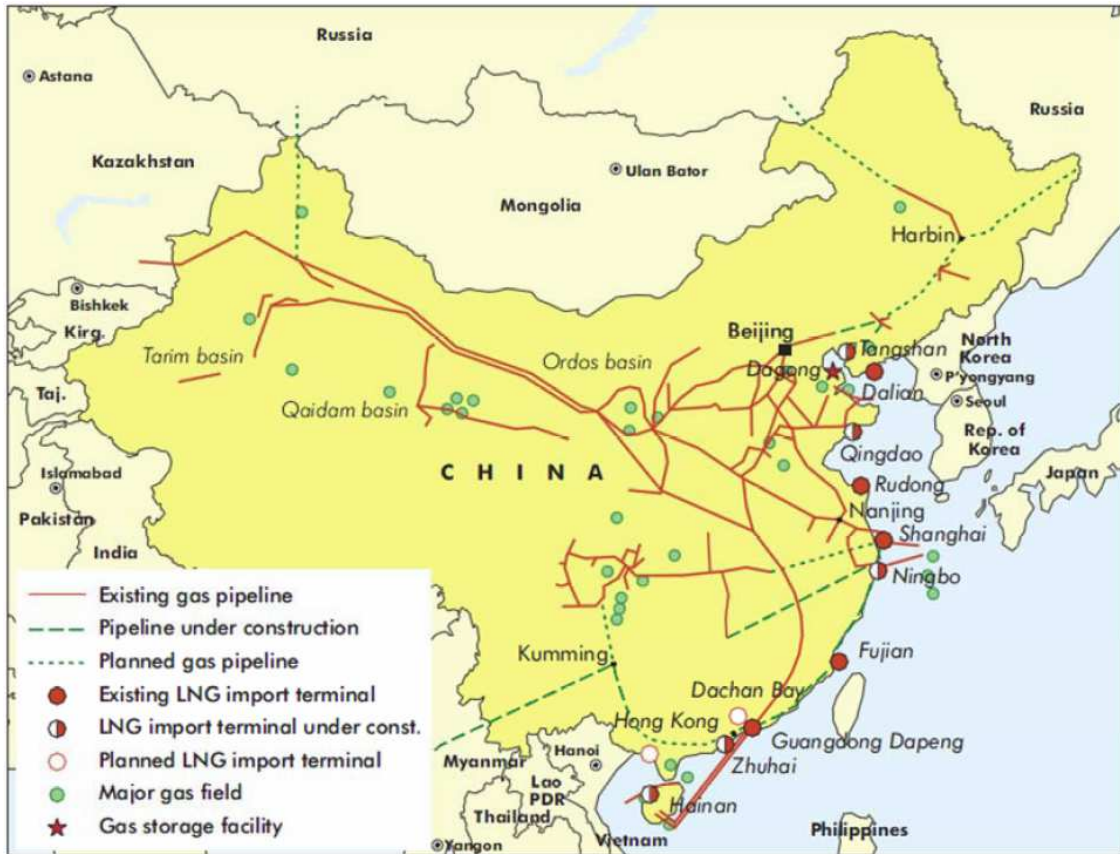 Russia
Astana
Russia
Kazakhstan
Ulan Bator
Mongolia
Harbin
Bishkek
Kirg.
Beijing
North
Korea
Tangshan
Tarim basin
Ordos basin
Dagong
P'yongyang
Taj.
Dalian
Seoul
Qaidam basin
Rep. of
Korea
Qingdao
Islamabad
CHINA
Japan
Rudong
Pakistan
Nanjing
India
Shanghai
Ningbo
Existing gas pipeline
Pipeline under construction
Planned gas pipeline
Existing LNG import terminal
LNG import terminal under const.
Planned LNG import terminal
Major gas field
Gas storage facility
Kumming
Fujian
Dachan Bay
Hong Kong
Guangdong Dapeng
Myanmar
Hanoi
Zhuhai
Lao
PDR
Hainan
Thailand
Vietnam
Philippines
Yangon